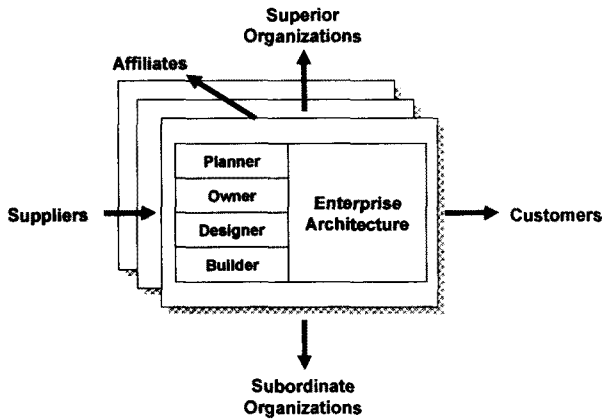 Superior
Organizations
Affiliates
Planner
Owner
Designer
Builder
Enterprise
Architecture
Suppliers
Customers
Subordinate
Organizations